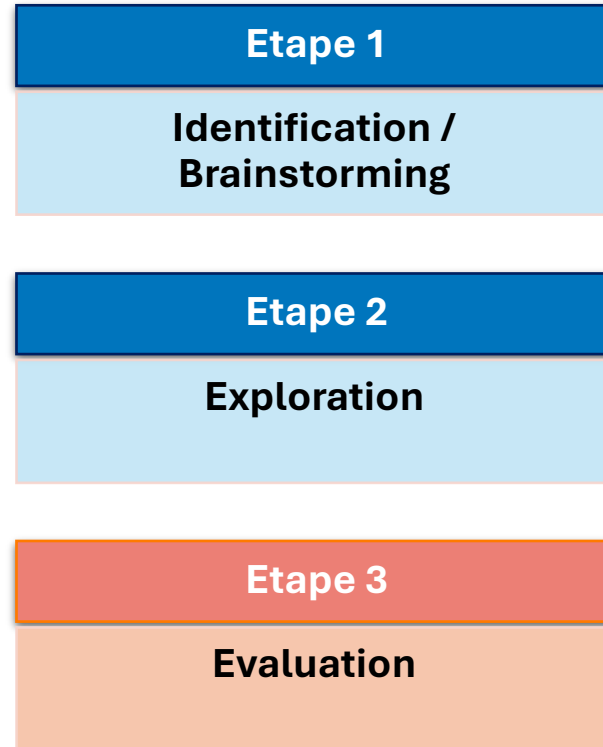 Etape 1
Identification /
Brainstorming
Etape 2
Exploration
Etape 3
Evaluation